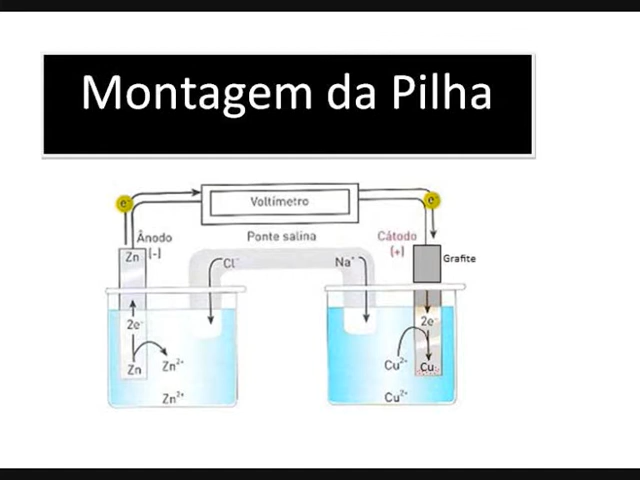 Montagem da Pilha
e⁻
Voltímetro
e⁻
Ânodo
(-)
Zn
Ponte salina
Cátodo
(+)
Grafite
Cl⁻
Na⁺
2e⁻
Zn
Zn²⁺
Zn²⁺
2e⁻
Cu²⁺
Cu
Cu²⁺